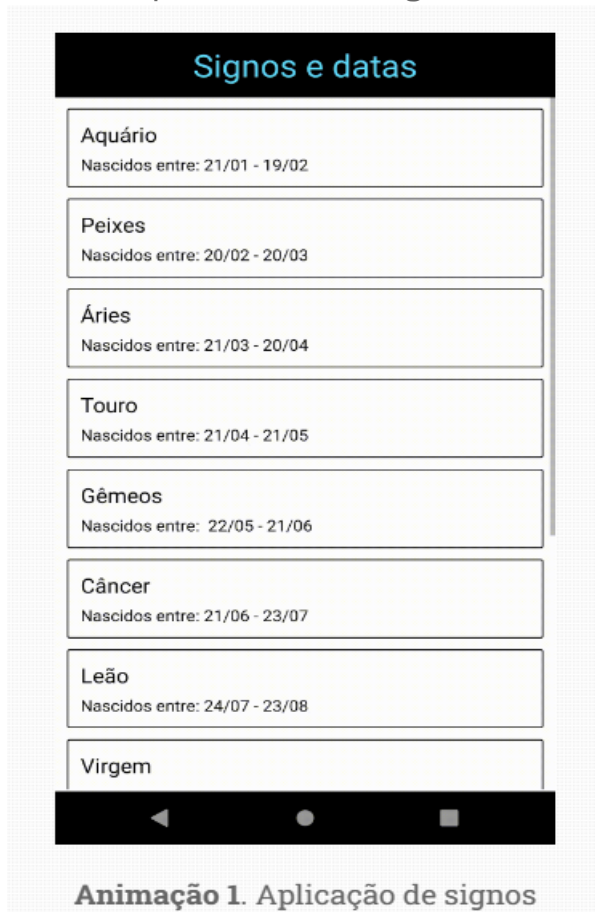 Signos e datas
Aquário
Nascidos entre: 21/01 - 19/02
Peixes
Nascidos entre: 20/02 - 20/03
Áries
Nascidos entre: 21/03 - 20/04
Touro
Nascidos entre: 21/04 - 21/05
Gêmeos
Nascidos entre:  22/05 - 21/06
Câncer
Nascidos entre: 21/06 - 23/07
Leão
Nascidos entre: 24/07 - 23/08
Virgem
Animação 1. Aplicação de signos